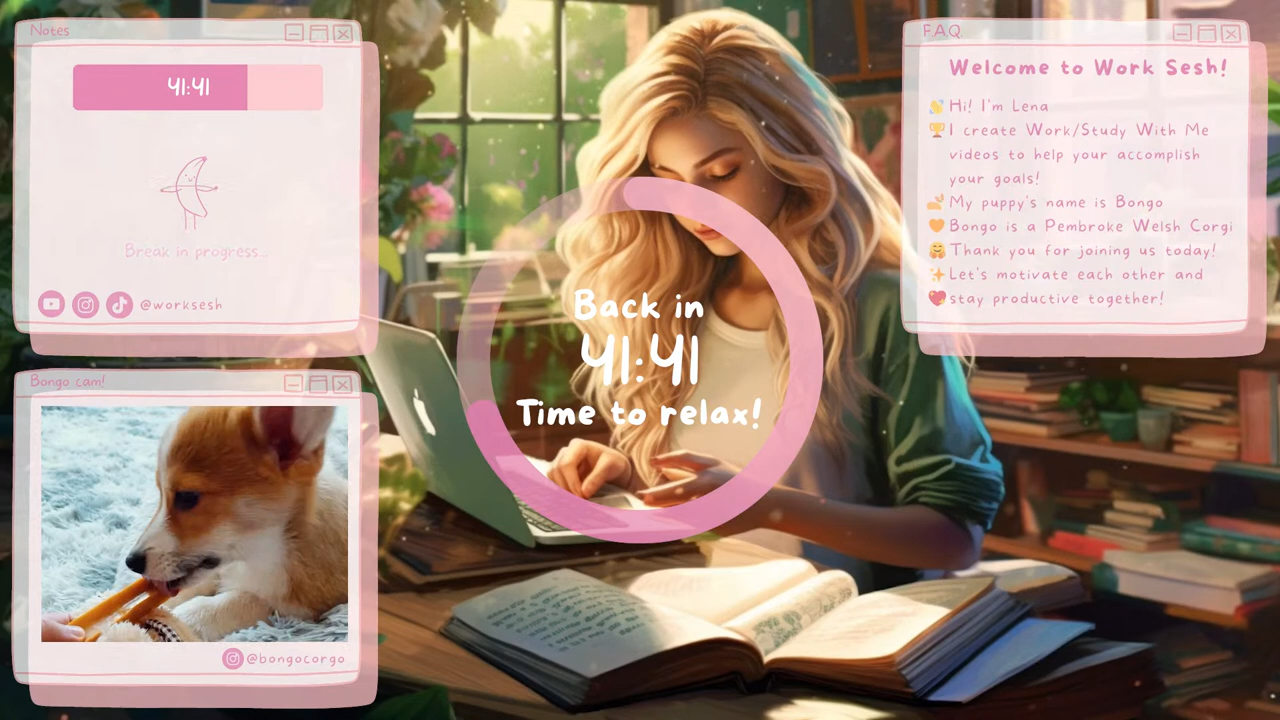 Notes
41:41
Break in progress...
@worksesh
Bongo cam!
@bongocorgo
Back in
41:41
Time to relax!
F.A.Q.
Welcome to Work Sesh!
👋 Hi! I'm Lena
🏆 I create Work/Study With Me
videos to help your accomplish
your goals!
My puppy's name is Bongo
🧡 Bongo is a Pembroke Welsh Corgi
🤗 Thank you for joining us today!
✨ Let's motivate each other and
💖 stay productive together!